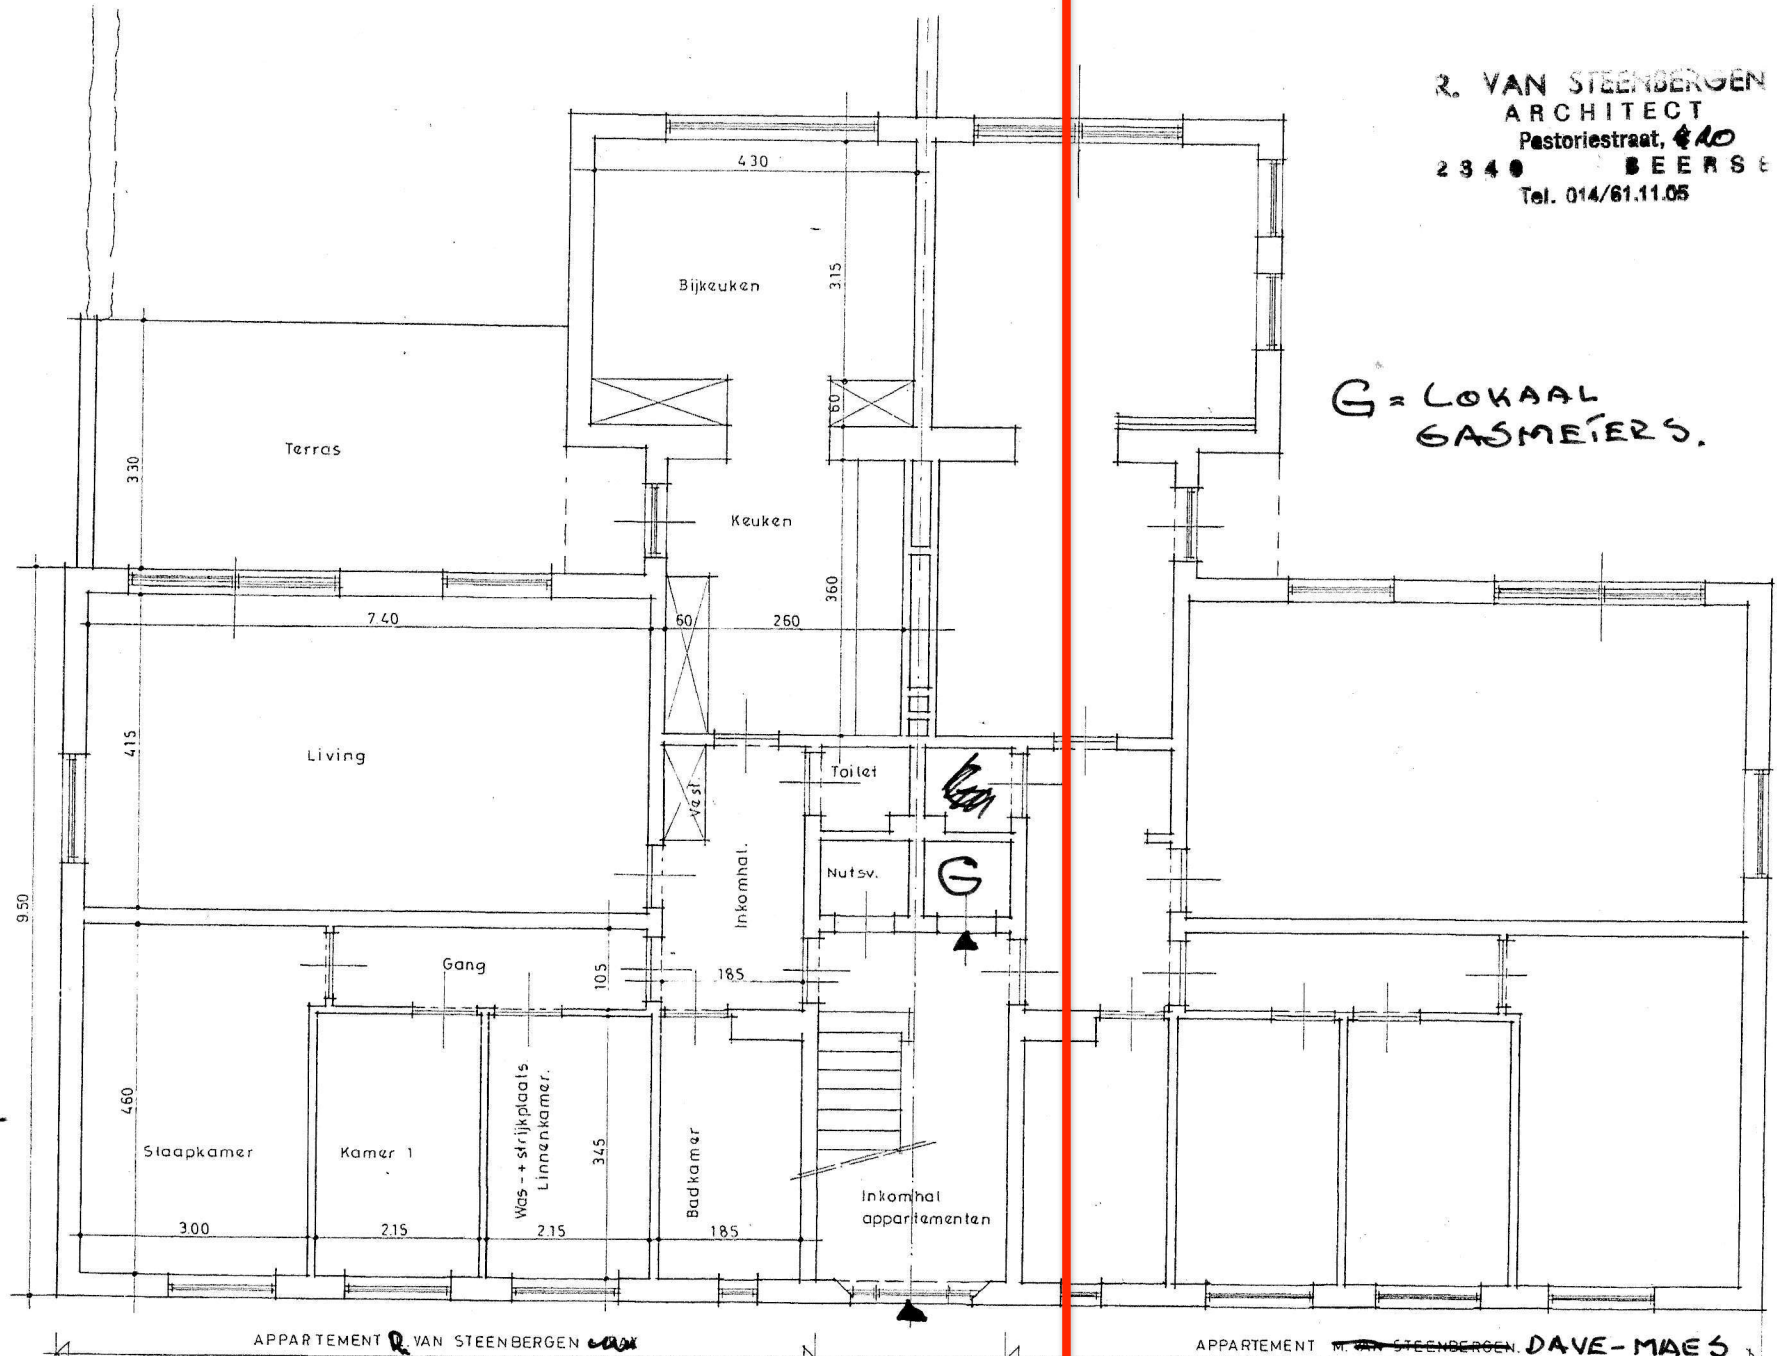 R. VAN STEENBERGEN
ARCHITECT
Pastoriestraat, 10
2340 BEERSE
Tel. 014/61.11.05
430
Bijkeuken
315
60
G = LOKAAL
GASMETERS.
Terras
330
Keuken
360
7.40
60
260
415
Living
Vest.
Toilet
Inkomhal.
Nutsv.
G
9.50
Gang
105
185
460
Slaapkamer
Kamer 1
Was- + strijkplaats.
Linnenkamer.
345
Badkamer
Inkomhal
appartementen
3.00
2.15
2.15
185
APPARTEMENT R. VAN STEENBERGEN
APPARTEMENT M. VAN STEENBERGEN. DAVE-MAES